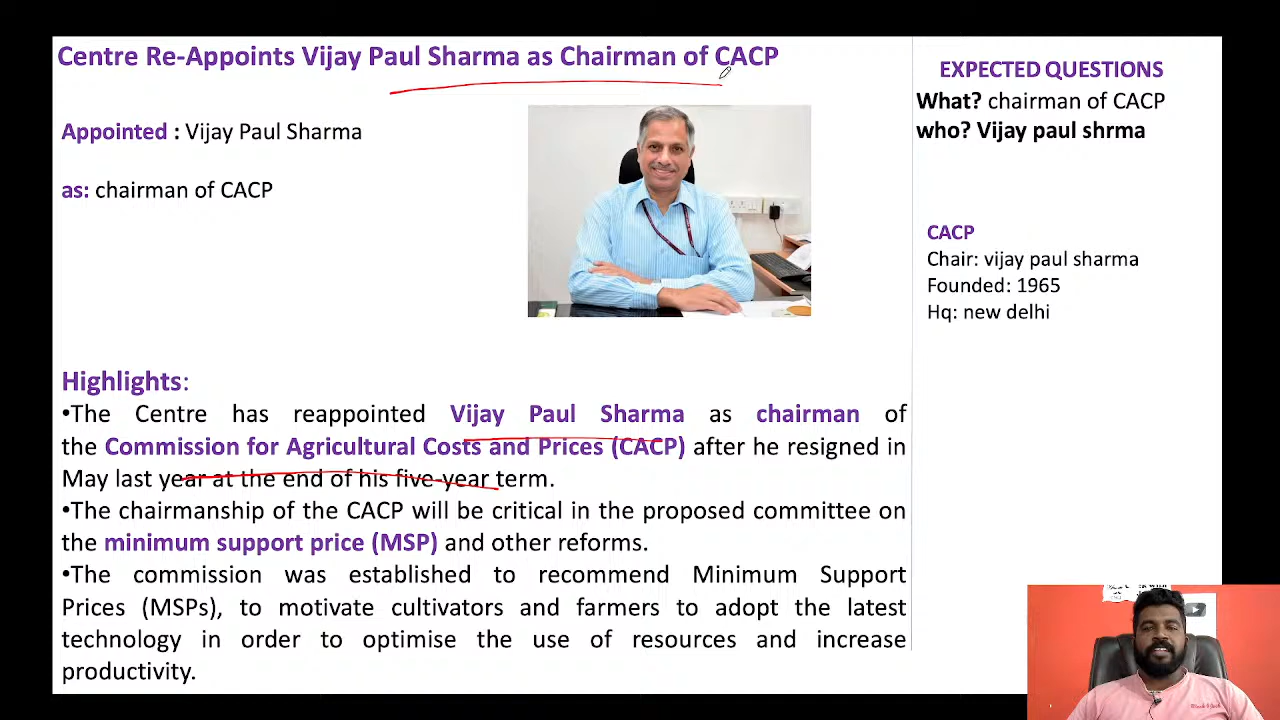 Centre Re-Appoints Vijay Paul Sharma as Chairman of CACP
Appointed : Vijay Paul Sharma
as: chairman of CACP
Highlights:
•The Centre has reappointed Vijay Paul Sharma as chairman of
the Commission for Agricultural Costs and Prices (CACP) after he resigned in
May last year at the end of his five-year term.
•The chairmanship of the CACP will be critical in the proposed committee on
the minimum support price (MSP) and other reforms.
•The commission was established to recommend Minimum Support
Prices (MSPs), to motivate cultivators and farmers to adopt the latest
technology in order to optimise the use of resources and increase
productivity.
EXPECTED QUESTIONS
What? chairman of CACP
who? Vijay paul shrma
CACP
Chair: vijay paul sharma
Founded: 1965
Hq: new delhi